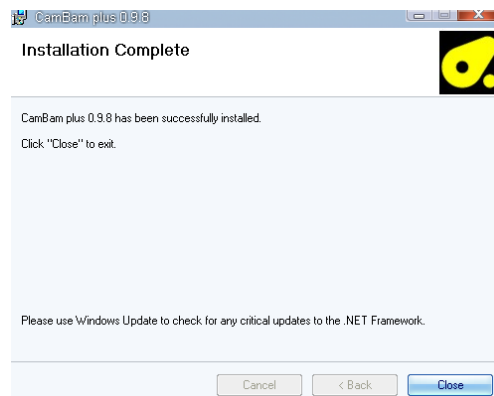 CamBam plus 0.9.8
Installation Complete
CamBam plus 0.9.8 has been successfully installed.
Click "Close" to exit.
Please use Windows Update to check for any critical updates to the .NET Framework.
Cancel
< Back
Close